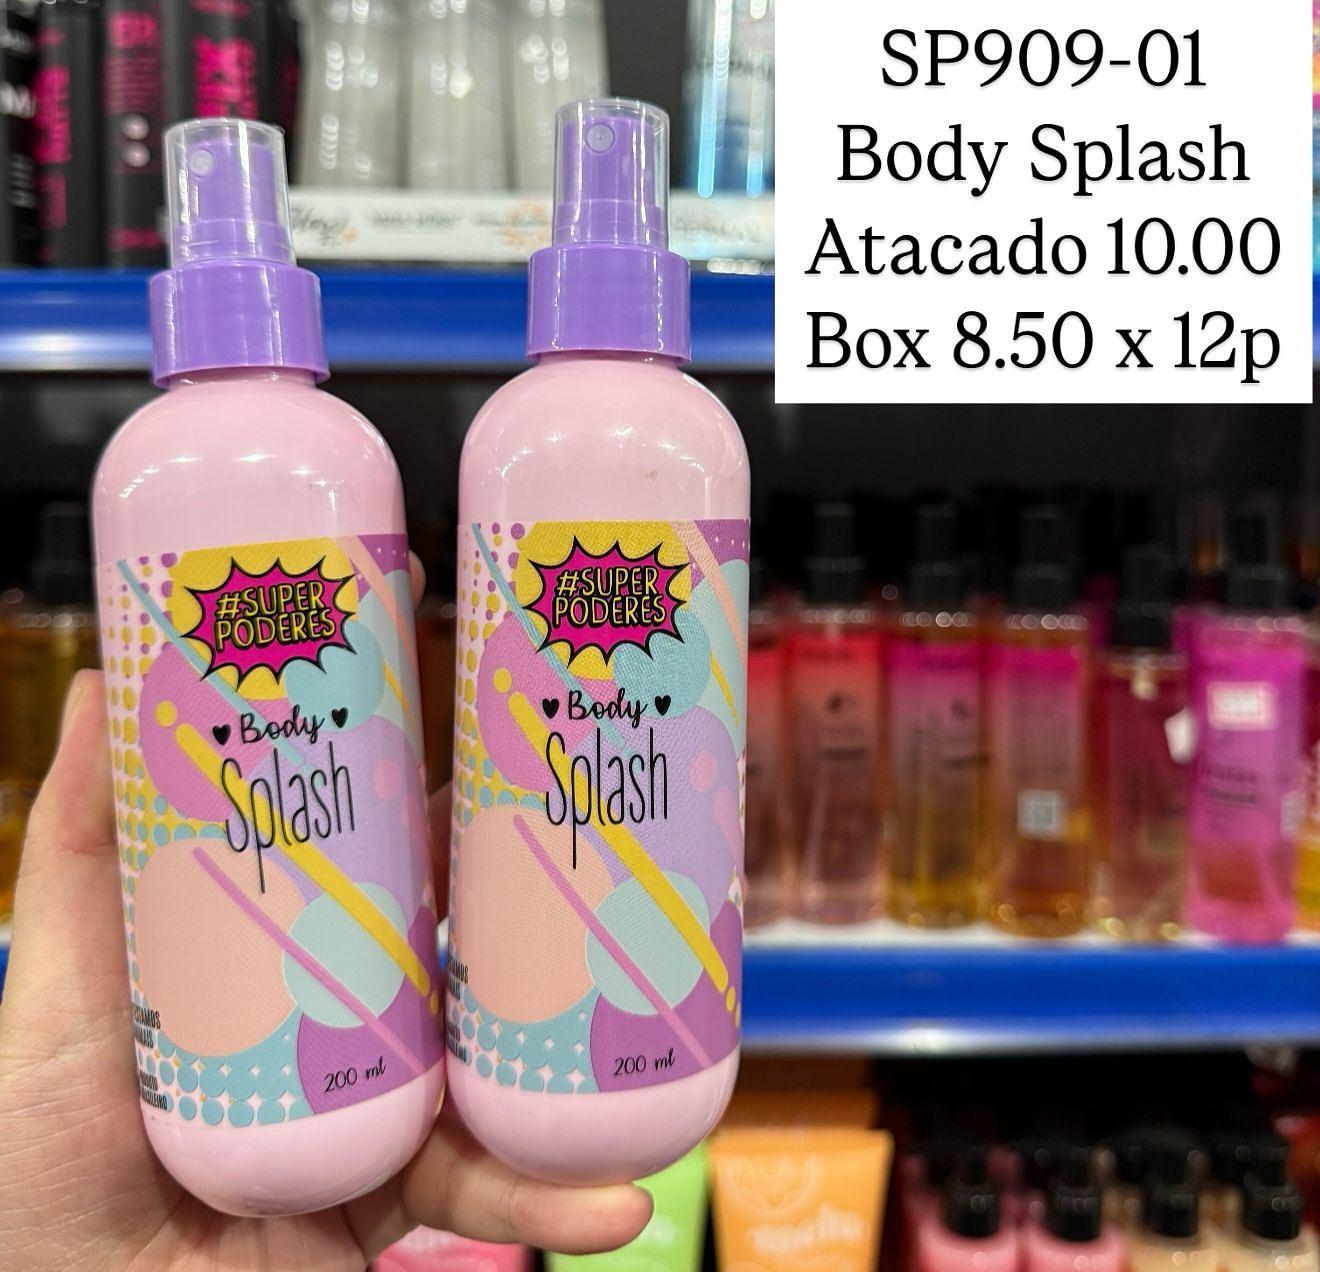 SP909-01
Body Splash
Atacado 10.00
Box 8.50 x 12p
#SUPER
PODERES
Body
Splash
200 ml
#SUPER
PODERES
Body
Splash
200 ml